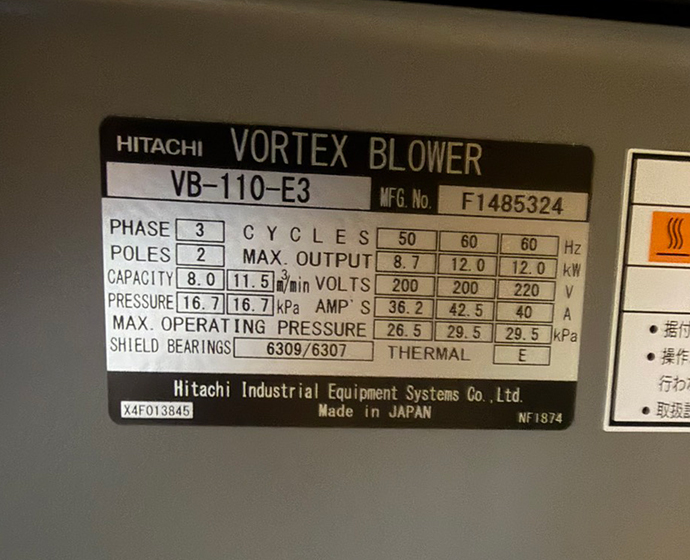 HITACHI VORTEX BLOWER
VB-110-E3 MFG. No. F1485324
PHASE 3 CYCLES 50 60 60 Hz
POLES 2 MAX. OUTPUT 8.7 12.0 12.0 kW
CAPACITY 8.0 11.5 m³/min VOLTS 200 200 220 V
PRESSURE 16.7 16.7 kPa AMP'S 36.2 42.5 40 A
MAX. OPERATING PRESSURE 26.5 29.5 29.5 kPa
SHIELD BEARINGS 6309/6307 THERMAL E
Hitachi Industrial Equipment Systems Co.,Ltd.
X4F013845 Made in JAPAN NF1874
• 据付
• 操作
行わ
• 取扱